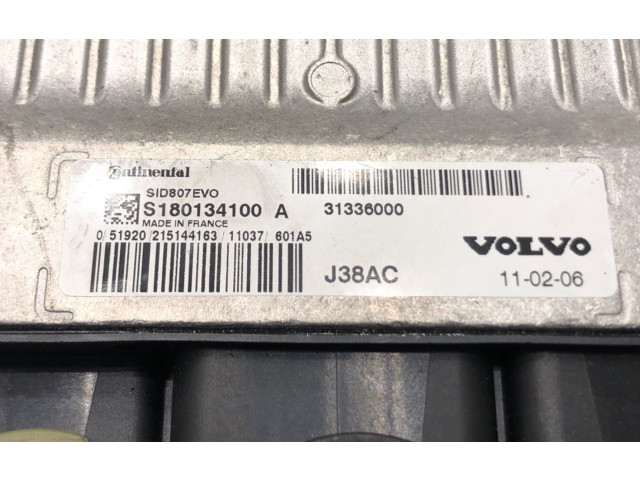 Continental
SID807EVO
S180134100 A
MADE IN FRANCE
0/51920/215144163/11037/601A5
31336000
VOLVO
J38AC
11-02-06